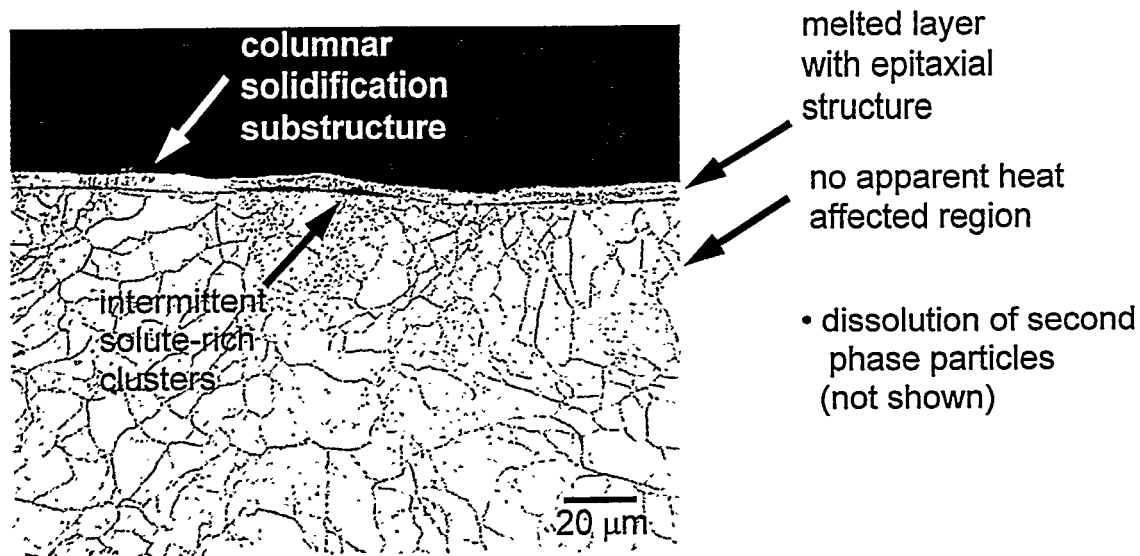 columnar
solidification
substructure
intermittent
solute-rich
clusters
20 μm
melted layer
with epitaxial
structure
no apparent heat
affected region
• dissolution of second
phase particles
(not shown)